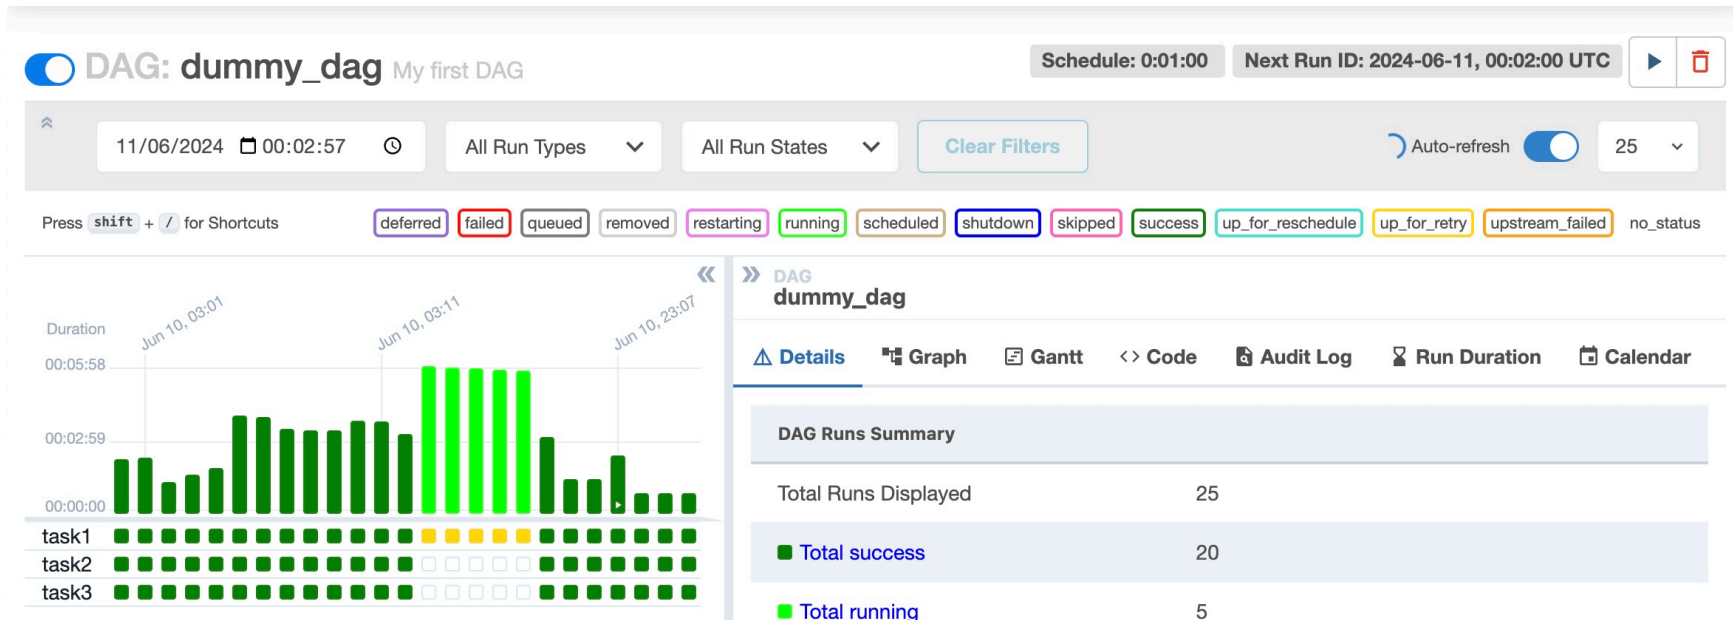 DAG: dummy_dag My first DAG
Schedule: 0:01:00
Next Run ID: 2024-06-11, 00:02:00 UTC
11/06/2024 00:02:57
All Run Types
All Run States
Clear Filters
Auto-refresh
25
Press shift + / for Shortcuts
deferred failed queued removed restarting running scheduled shutdown skipped success up_for_reschedule up_for_retry upstream_failed no_status
Duration
Jun 10, 03:01
Jun 10, 03:11
Jun 10, 23:07
00:05:58
00:02:59
00:00:00
task1
task2
task3
DAG
dummy_dag
Details Graph Gantt Code Audit Log Run Duration Calendar
DAG Runs Summary
Total Runs Displayed 25
Total success 20
Total running 5